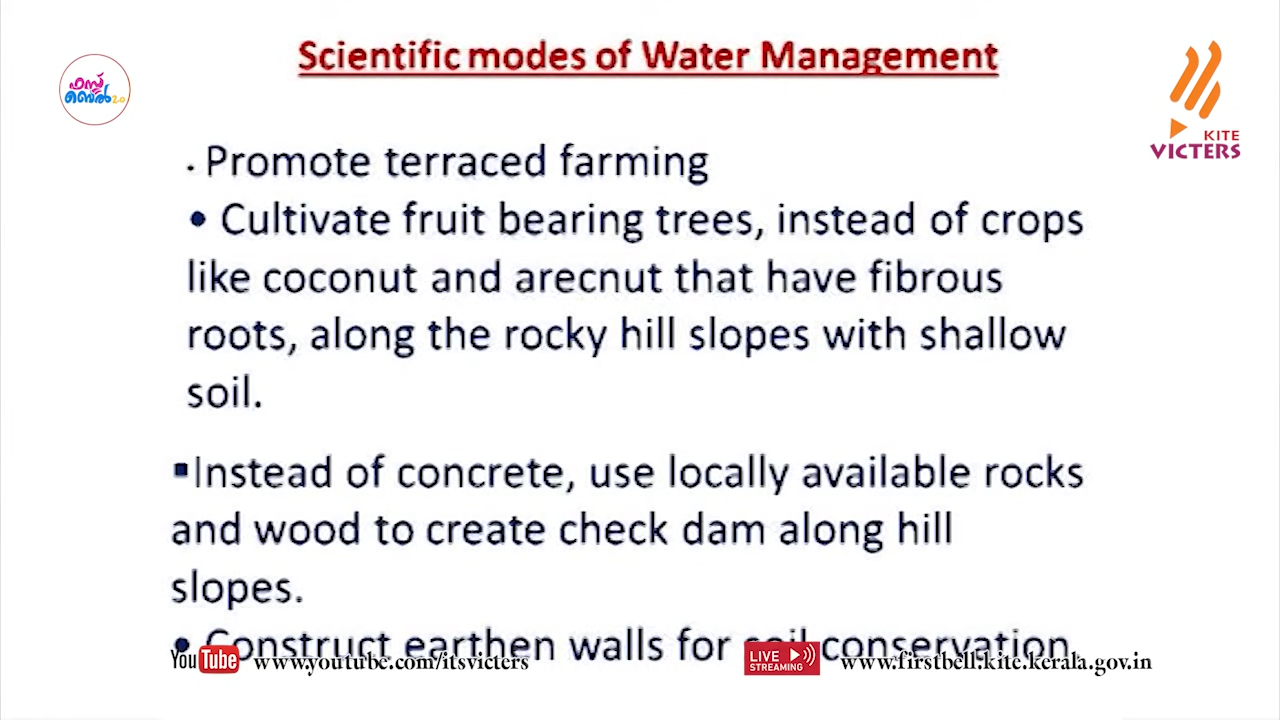 Scientific modes of Water Management
ഫസ്റ്റ്
ബെൽ 2.0
KITE
VICTERS
• Promote terraced farming
• Cultivate fruit bearing trees, instead of crops
like coconut and arecnut that have fibrous
roots, along the rocky hill slopes with shallow
soil.
▪Instead of concrete, use locally available rocks
and wood to create check dam along hill
slopes.
• Construct earthen walls for soil conservation
YouTube www.youtube.com/itsvicters
LIVE STREAMING www.firstbell.kite.kerala.gov.in